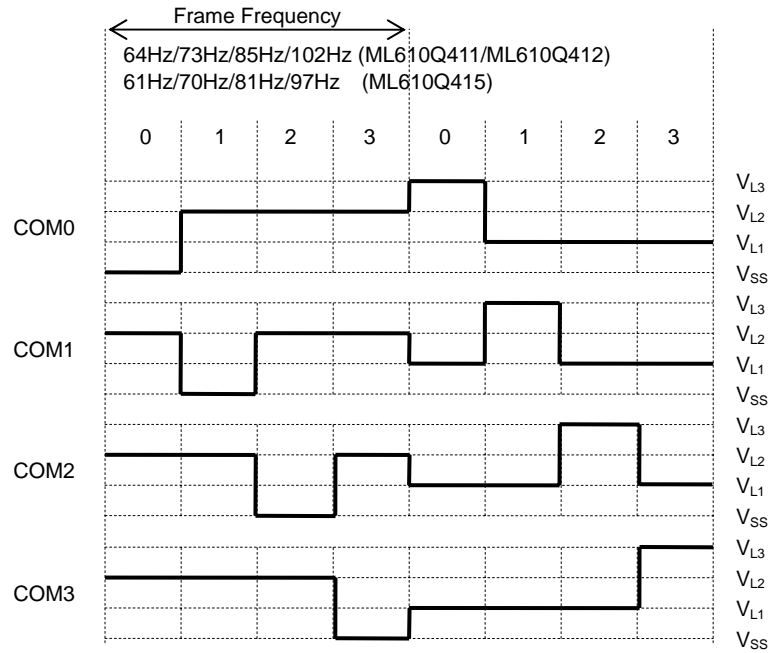 Frame Frequency
64Hz/73Hz/85Hz/102Hz (ML610Q411/ML610Q412)
61Hz/70Hz/81Hz/97Hz (ML610Q415)
0 1 2 3 0 1 2 3
VL3
VL2
COM0
VL1
VSS
VL3
VL2
COM1
VL1
VSS
VL3
VL2
COM2
VL1
VSS
VL3
VL2
COM3
VL1
VSS